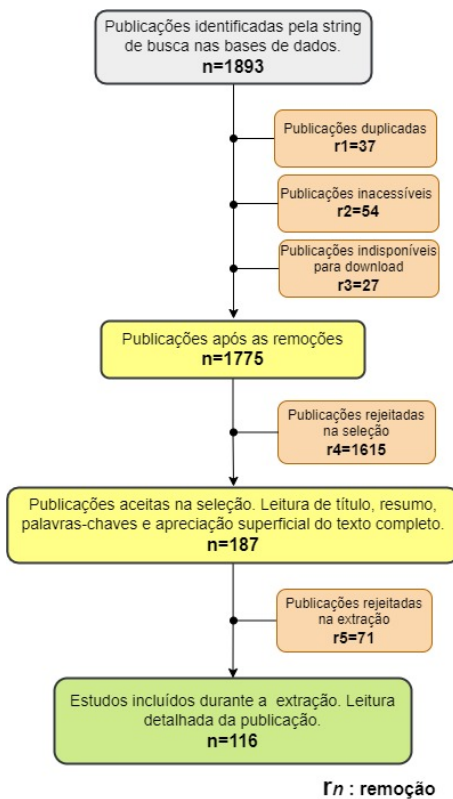 Publicações identificadas pela string
de busca nas bases de dados.
n=1893
Publicações duplicadas
r1=37
Publicações inacessíveis
r2=54
Publicações indisponíveis
para download
r3=27
Publicações após as remoções
n=1775
Publicações rejeitadas
na seleção
r4=1615
Publicações aceitas na seleção. Leitura de título, resumo,
palavras-chaves e apreciação superficial do texto completo.
n=187
Publicações rejeitadas
na extração
r5=71
Estudos incluídos durante a extração. Leitura
detalhada da publicação.
n=116
rn : remoção